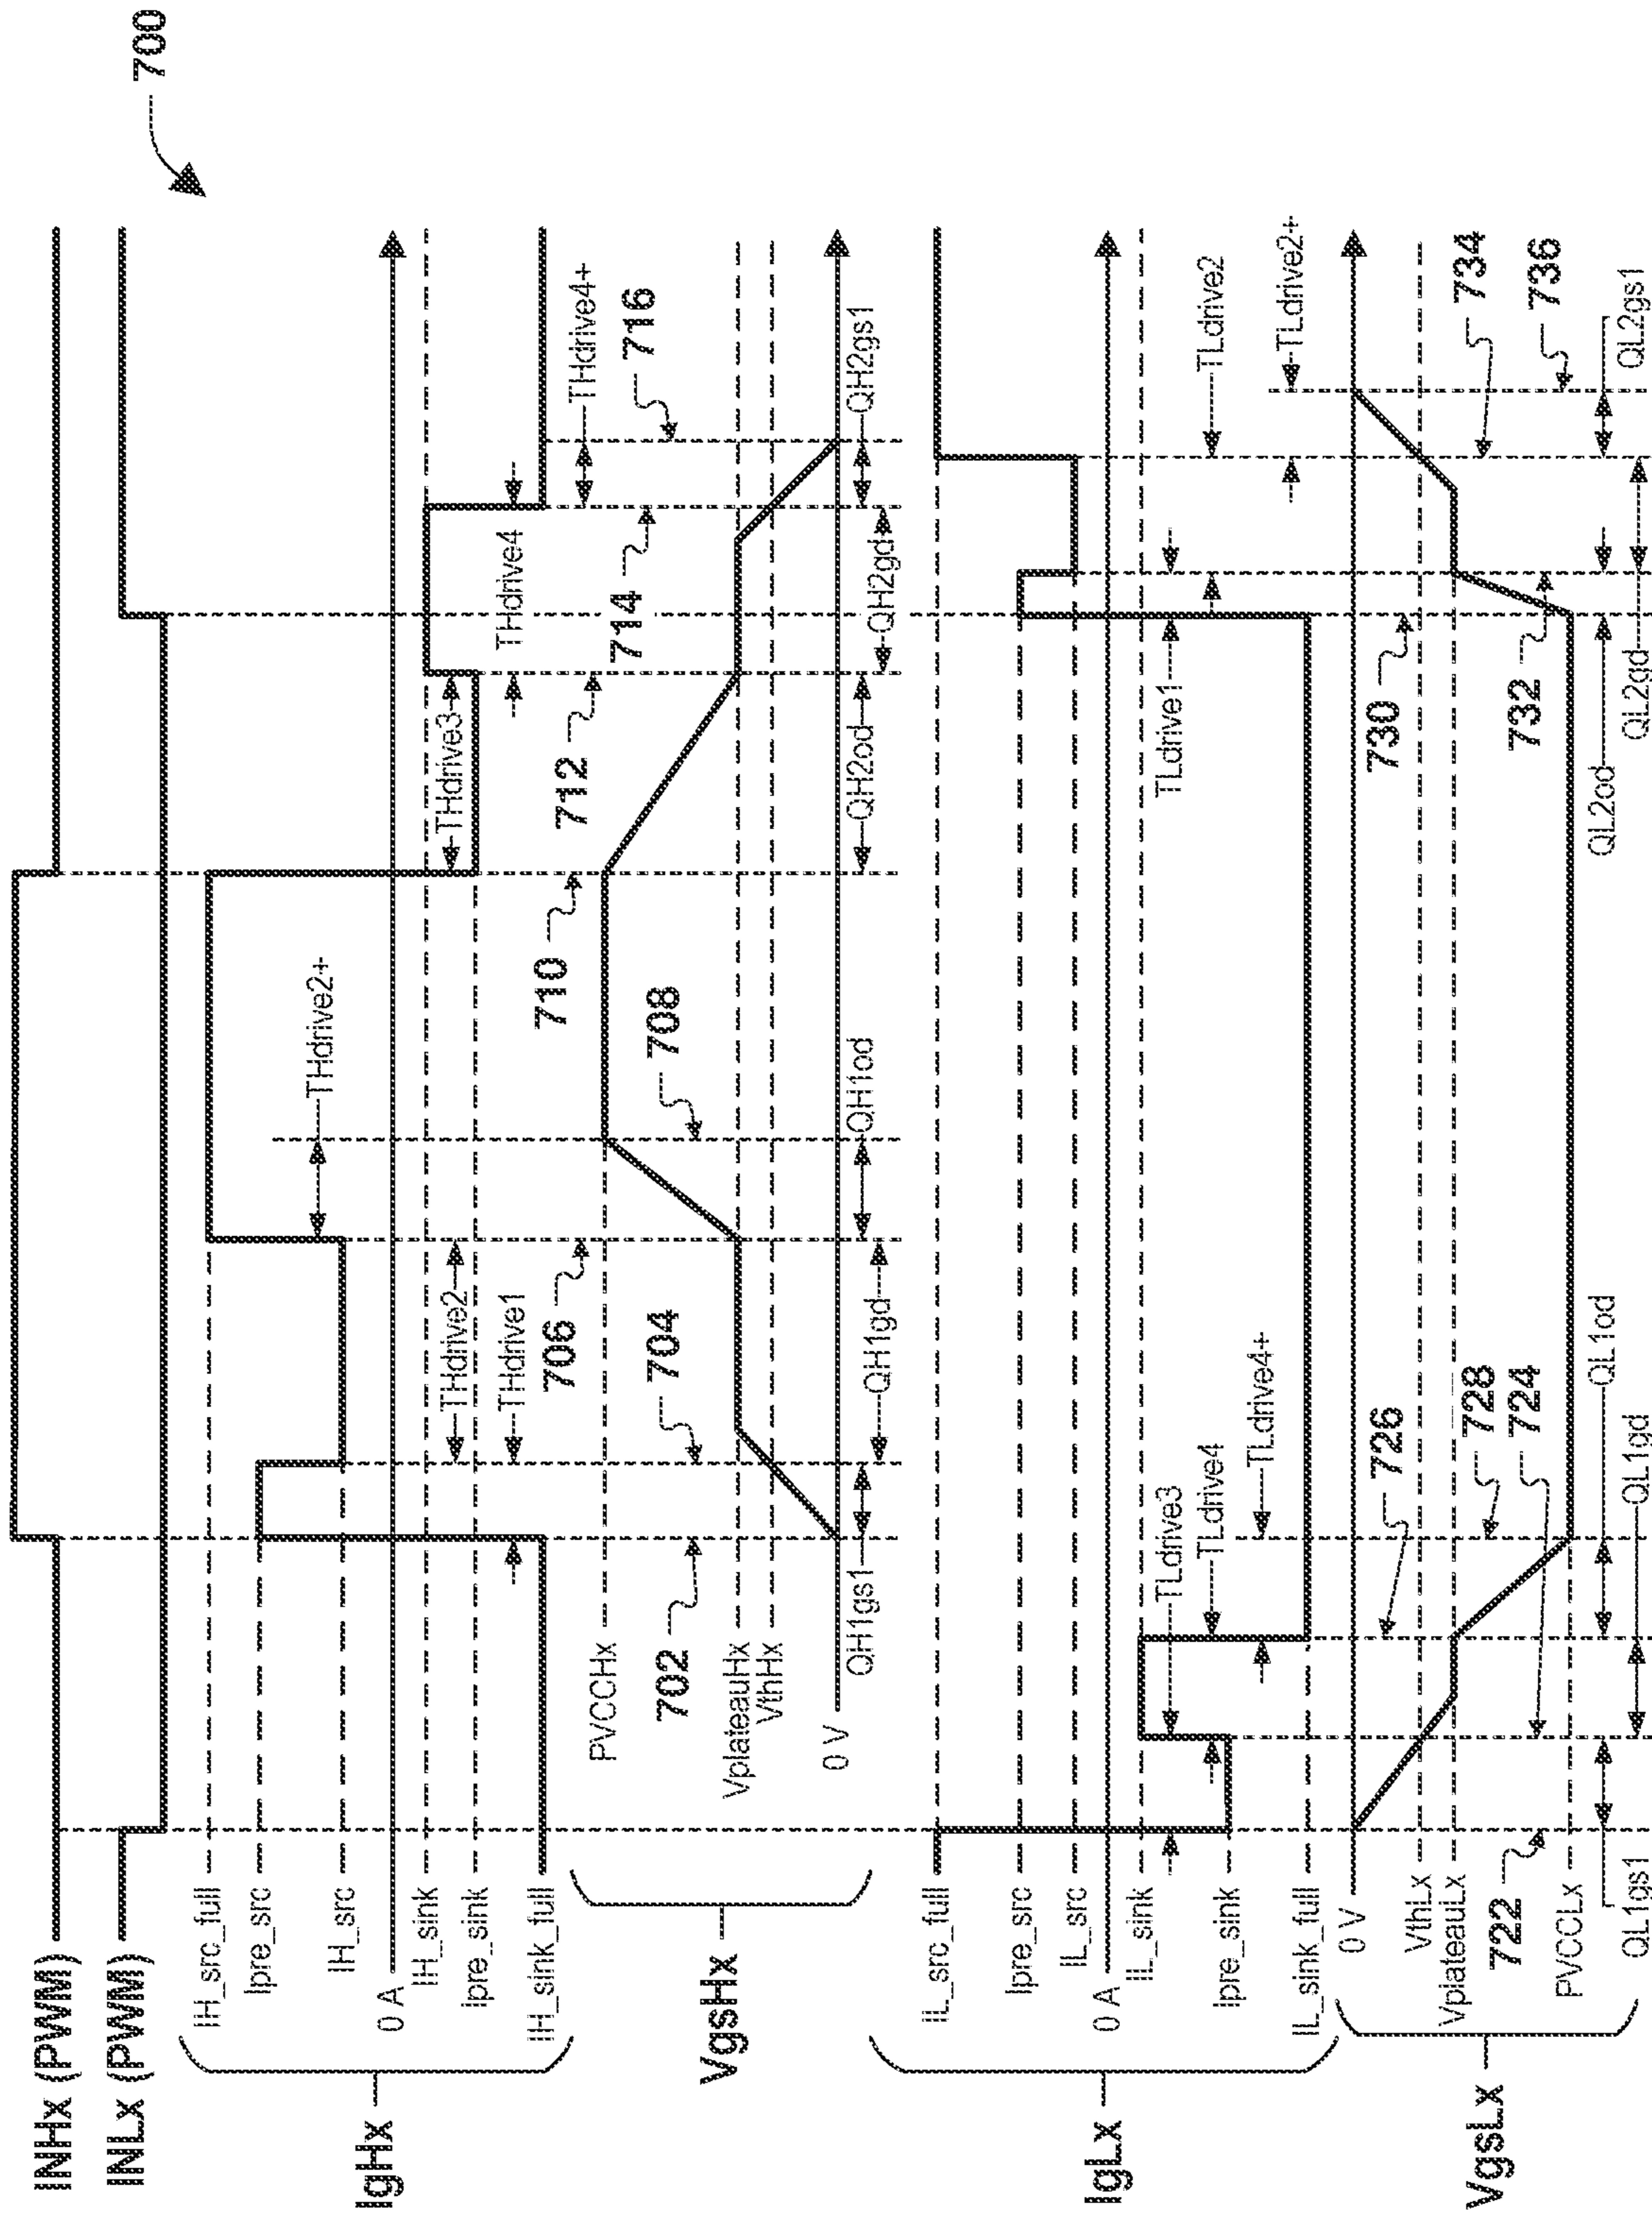 700
INHx (PWM)
INLx (PWM)
IgHx
IH_src_full
Ipre_src
IH_src
0 A
IH_sink
Ipre_sink
IH_sink_full
THdrive2+
THdrive2
THdrive1
THdrive3
THdrive4
THdrive4+
VgsHx
PVCCHx
VplateauHx
VthHx
0 V
702
704
706
708
710
712
714
716
QH1gs1
QH1gd
QH1od
QH2od
QH2gd
QH2gs1
IgLx
IL_src_full
Ipre_src
IL_src
0 A
IL_sink
Ipre_sink
IL_sink_full
TLdrive3
TLdrive4
TLdrive4+
TLdrive1
TLdrive2
TLdrive2+
VgsLx
0 V
VthLx
VplateauLx
PVCCLx
722
726
728
724
730
732
734
736
QL1gs1
QL1gd
QL1od
QL2od
QL2gd
QL2gs1